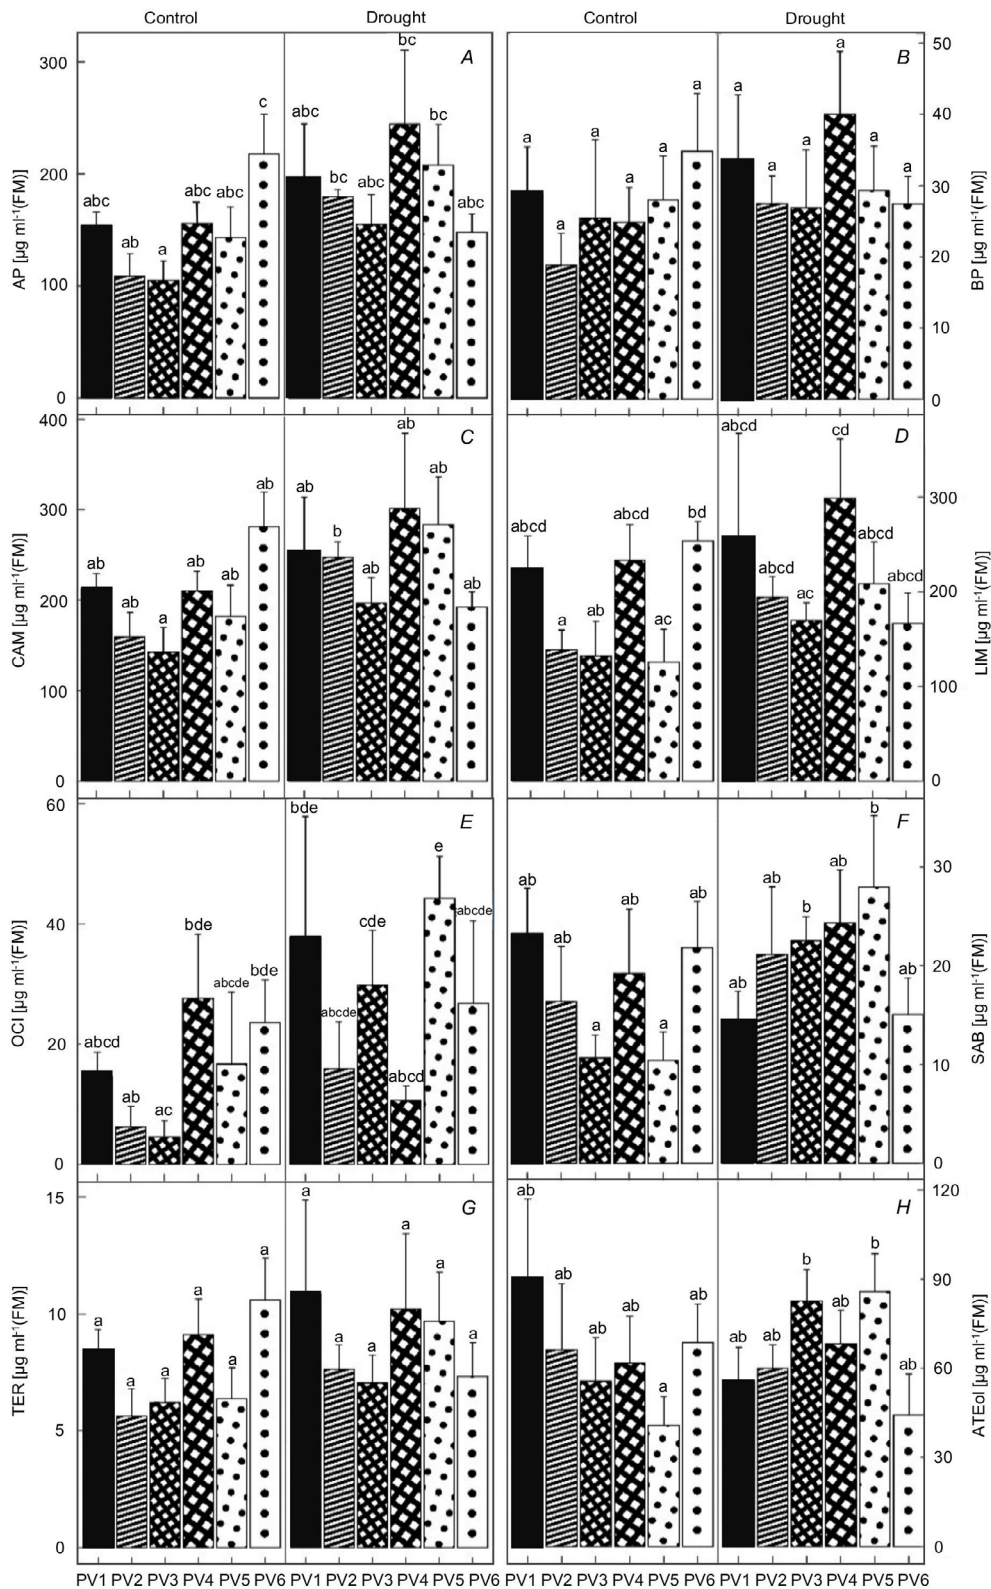 Control Drought Control Drought
A
AP [µg ml-1(FM)]
300
200
100
0
abc ab a abc abc c
abc bc abc bc bc abc
B
BP [µg ml-1(FM)]
50
40
30
20
10
0
a a a a a a
a a a a a a
C
CAM [µg ml-1(FM)]
400
300
200
100
0
ab ab a ab ab ab
ab b ab ab ab ab
D
LIM [µg ml-1(FM)]
300
200
100
0
abcd a ab abcd ac bd
abcd abcd ac cd abcd abcd
E
OCI [µg ml-1(FM)]
60
40
20
0
abcd ab ac bde abcde bde
bde abcde cde abcd e abcde
F
SAB [µg ml-1(FM)]
30
20
10
0
ab ab a ab a ab
ab ab b ab b ab
G
TER [µg ml-1(FM)]
15
10
5
0
a a a a a a
a a a a a a
H
ATEol [µg ml-1(FM)]
120
90
60
30
0
ab ab ab ab a ab
ab ab b ab b ab
PV1 PV2 PV3 PV4 PV5 PV6 PV1 PV2 PV3 PV4 PV5 PV6 PV1 PV2 PV3 PV4 PV5 PV6 PV1 PV2 PV3 PV4 PV5 PV6